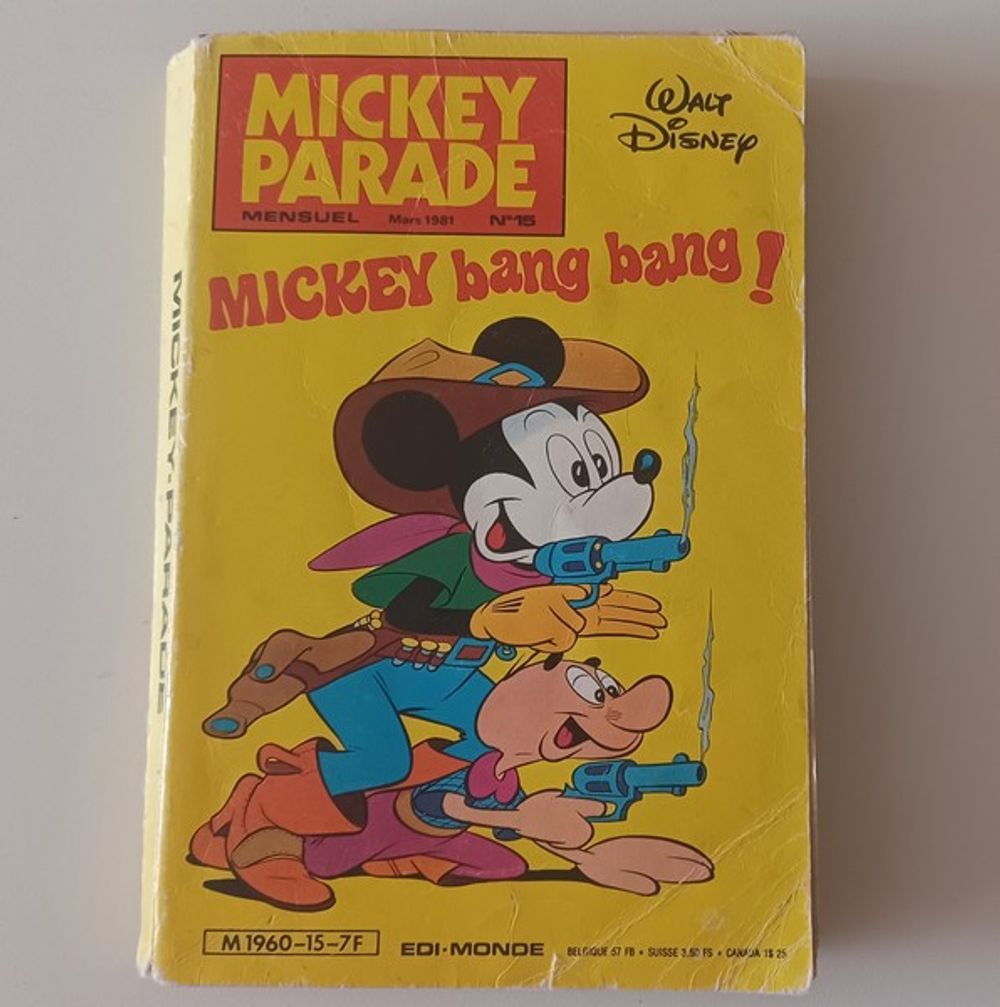 MICKEY
PARADE
MENSUEL Mars 1981 N°15
WALT
DISNEY
MICKEY bang bang!
MICKEY-PARADE
M 1960-15-7F
EDI-MONDE
BELGIQUE 57 FB • SUISSE 3,50 FS • CANADA 1$ 25